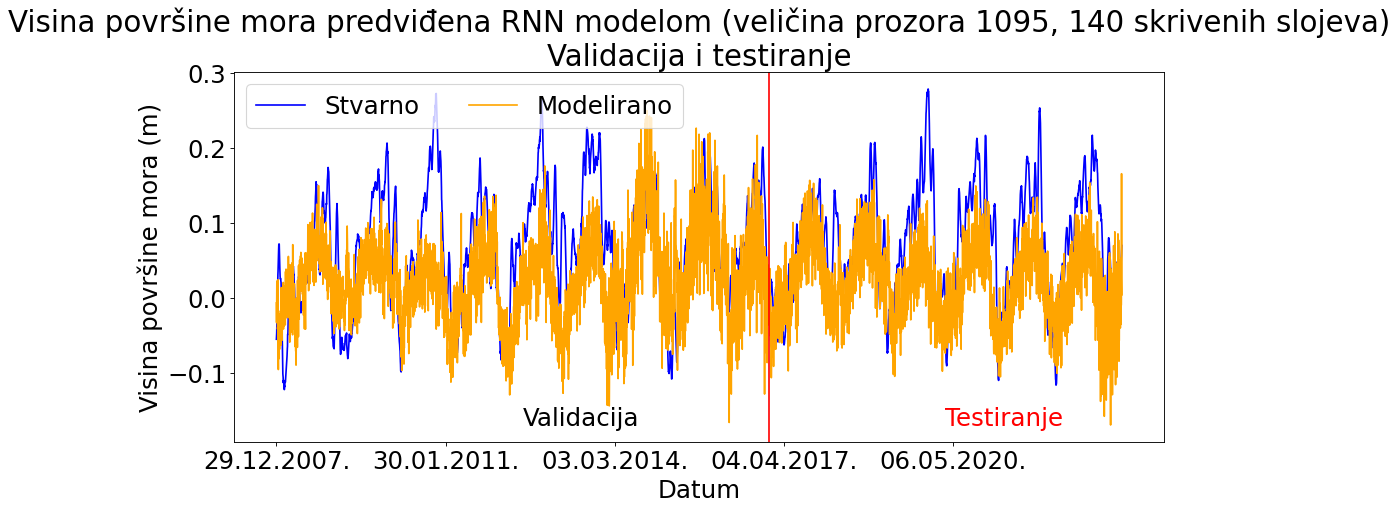 Visina površine mora predviđena RNN modelom (veličina prozora 1095, 140 skrivenih slojeva)
Validacija i testiranje
Stvarno
Modelirano
Visina površine mora (m)
0.3
0.2
0.1
0.0
−0.1
Validacija
Testiranje
29.12.2007.
30.01.2011.
03.03.2014.
04.04.2017.
06.05.2020.
Datum